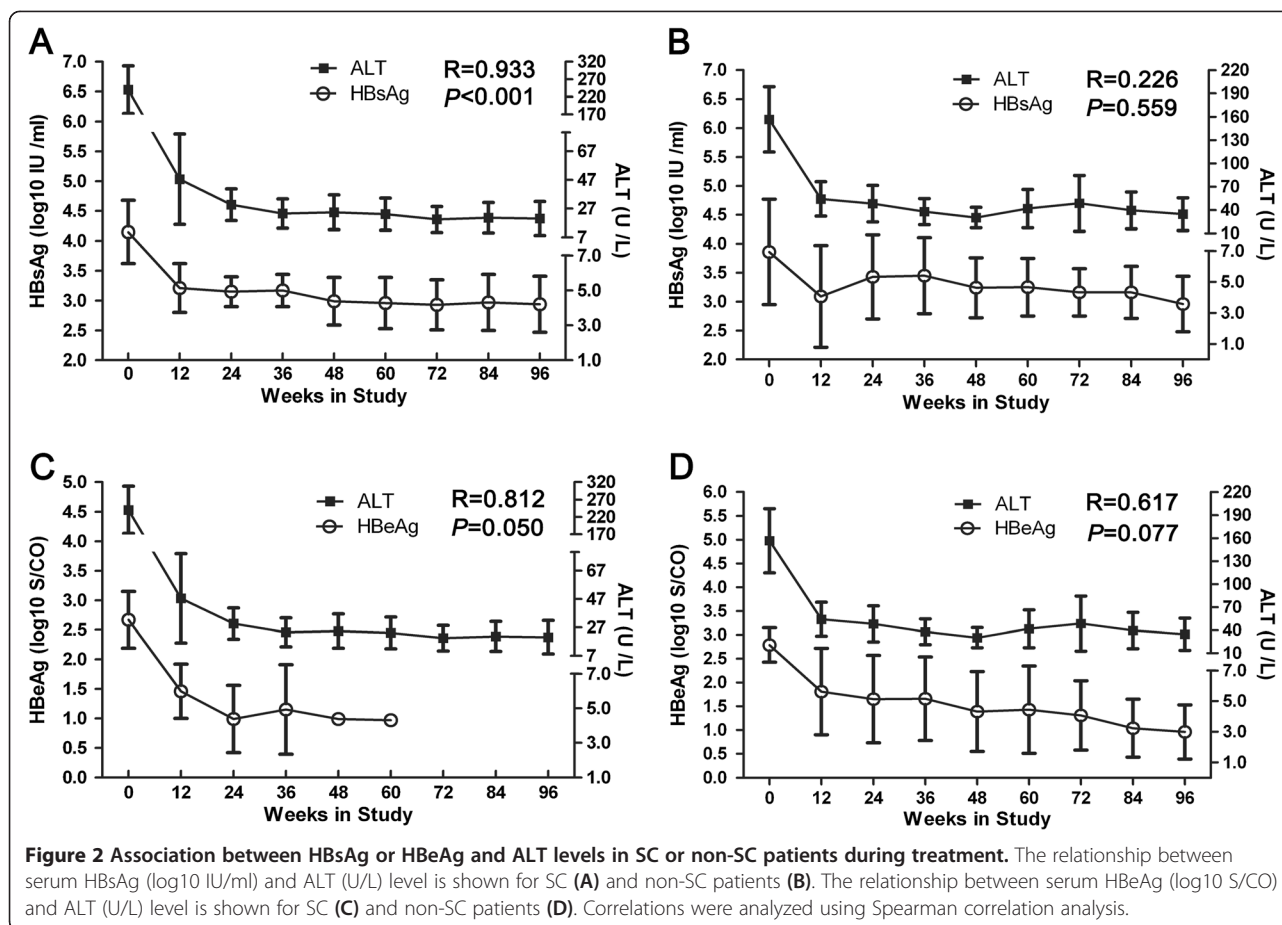 A
B
7.0
6.5
6.0
5.5
5.0
4.5
4.0
3.5
3.0
2.5
2.0
HBsAg (log10 IU /ml)
ALT
HBsAg
R=0.933
P<0.001
320
270
220
170
67
47
27
7
7.0
5.0
3.0
1.0
ALT (U /L)
0 12 24 36 48 60 72 84 96
Weeks in Study
7.0
6.5
6.0
5.5
5.0
4.5
4.0
3.5
3.0
2.5
2.0
HBsAg (log10 IU /ml)
ALT
HBsAg
R=0.226
P=0.559
220
190
160
130
100
70
40
10
7.0
5.0
3.0
1.0
ALT (U /L)
0 12 24 36 48 60 72 84 96
Weeks in Study
C
D
5.0
4.5
4.0
3.5
3.0
2.5
2.0
1.5
1.0
0.5
0.0
HBeAg (log10 S/CO)
ALT
HBeAg
R=0.812
P=0.050
320
270
220
170
67
47
27
7
7.0
5.0
3.0
1.0
ALT (U /L)
0 12 24 36 48 60 72 84 96
Weeks in Study
6.0
5.5
5.0
4.5
4.0
3.5
3.0
2.5
2.0
1.5
1.0
0.5
0.0
HBeAg (log10 S/CO)
ALT
HBeAg
R=0.617
P=0.077
220
190
160
130
100
70
40
10
7.0
5.0
3.0
1.0
ALT (U /L)
0 12 24 36 48 60 72 84 96
Weeks in Study
Figure 2 Association between HBsAg or HBeAg and ALT levels in SC or non-SC patients during treatment. The relationship between
serum HBsAg (log10 IU/ml) and ALT (U/L) level is shown for SC (A) and non-SC patients (B). The relationship between serum HBeAg (log10 S/CO)
and ALT (U/L) level is shown for SC (C) and non-SC patients (D). Correlations were analyzed using Spearman correlation analysis.